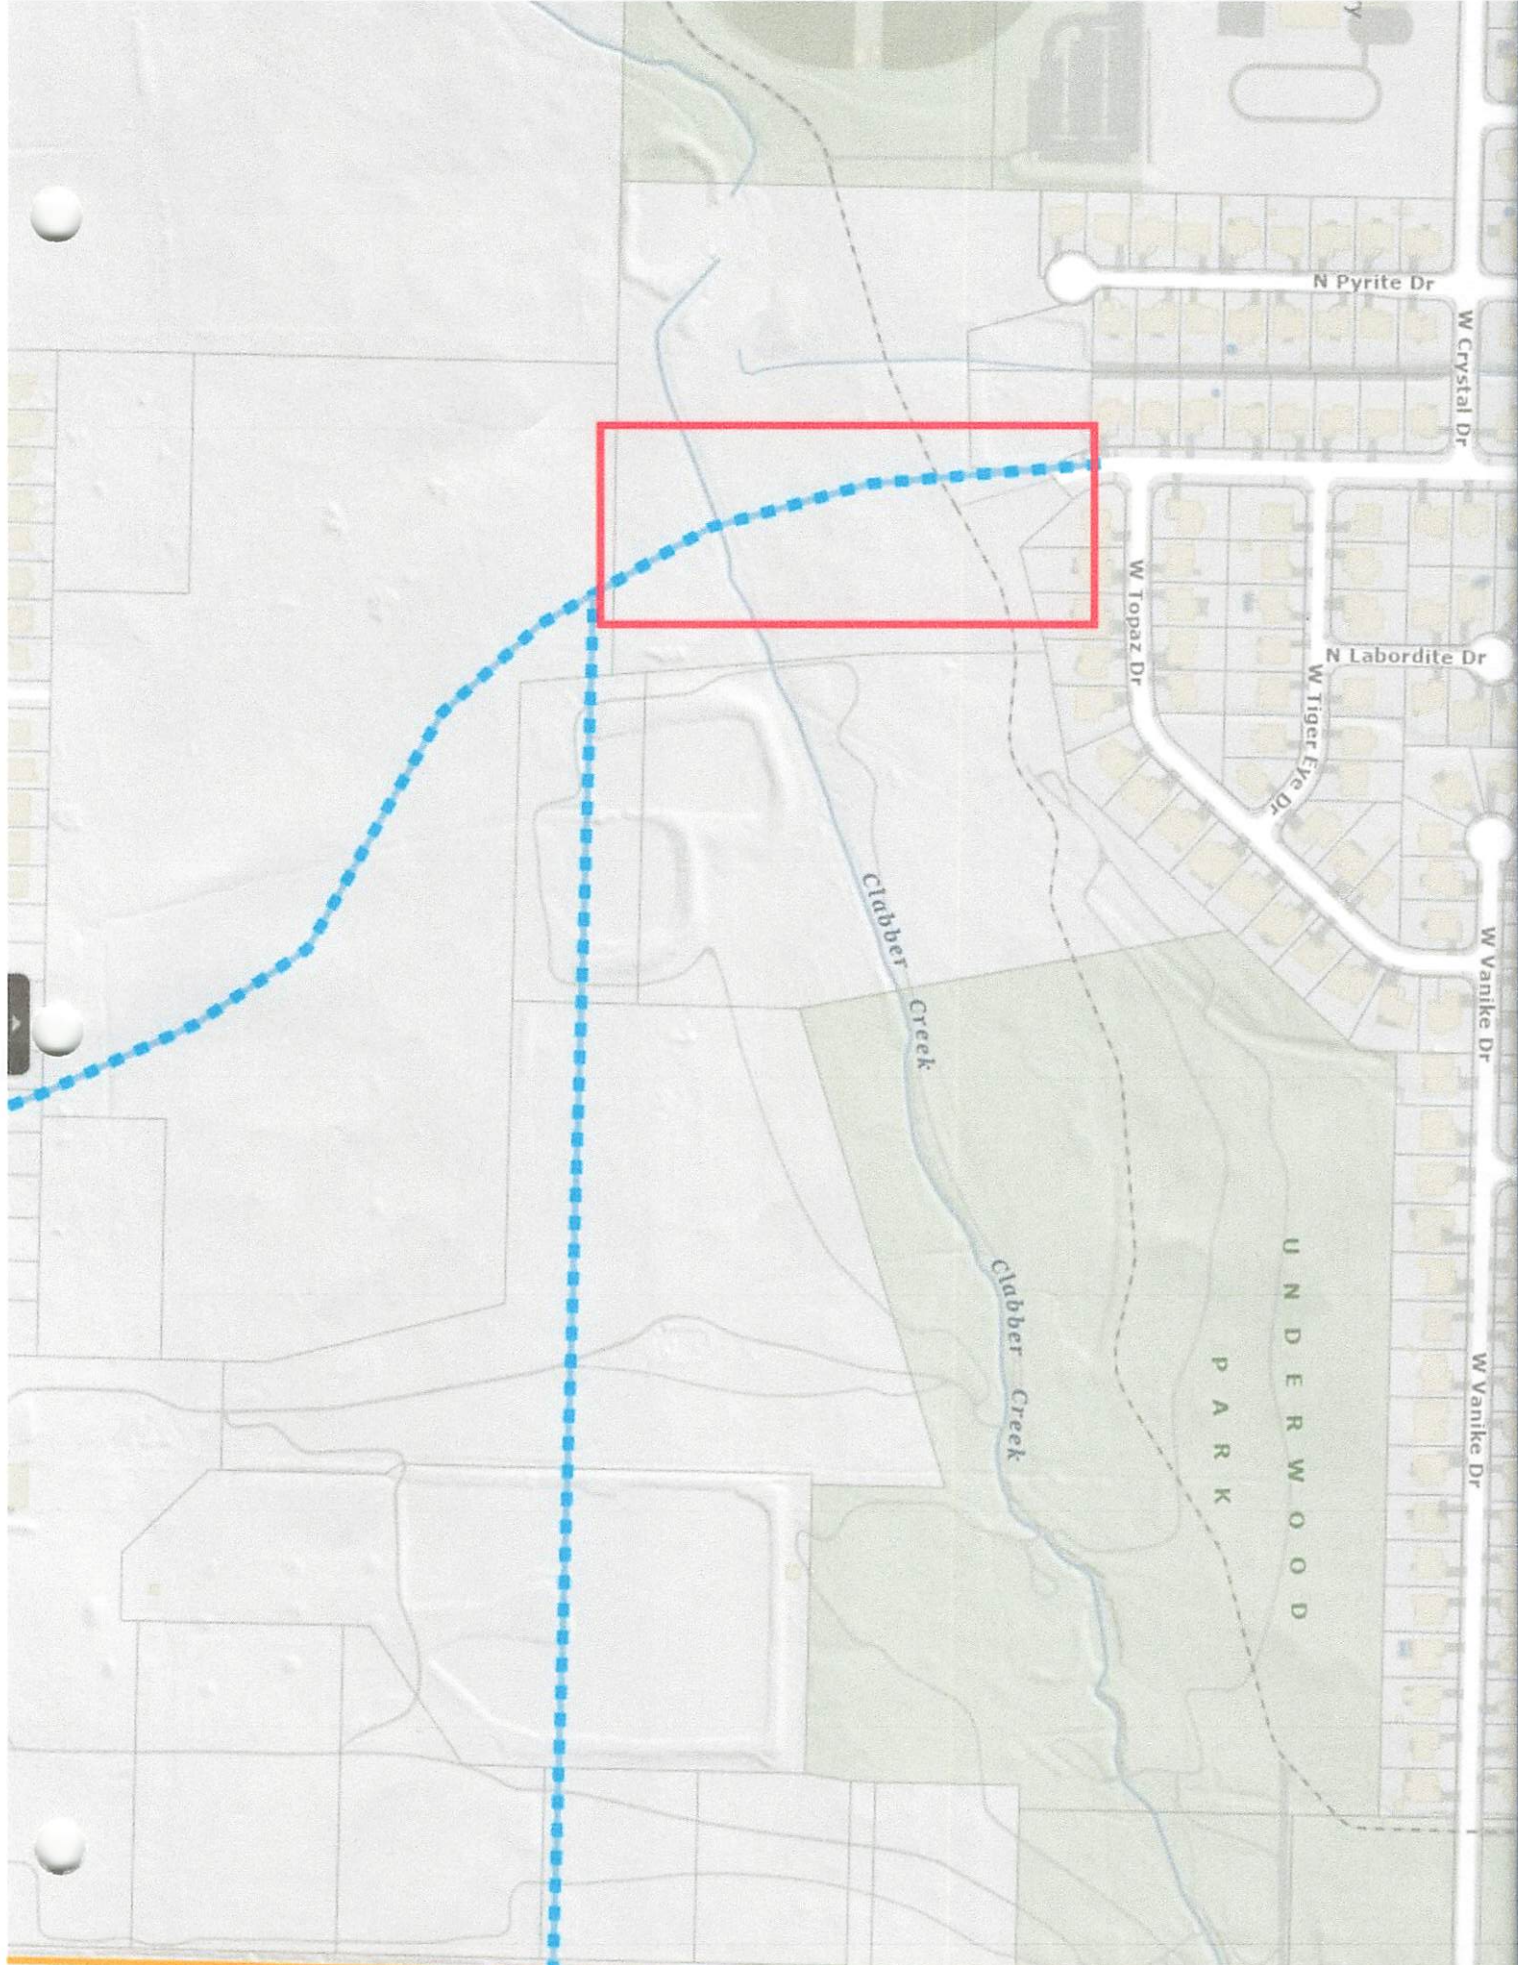 N Pyrite Dr
W Crystal Dr
W Topaz Dr
N Labordite Dr
W Tiger Eye Dr
Clabber Creek
W Vanike Dr
Clabber Creek
UNDERWOOD
PARK
W Vanike Dr